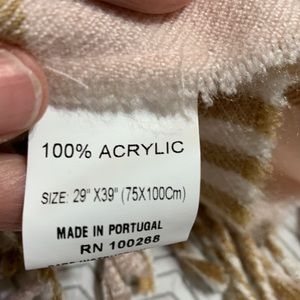 100% ACRYLIC
SIZE: 29" X39" (75X100Cm)
MADE IN PORTUGAL
RN 100268